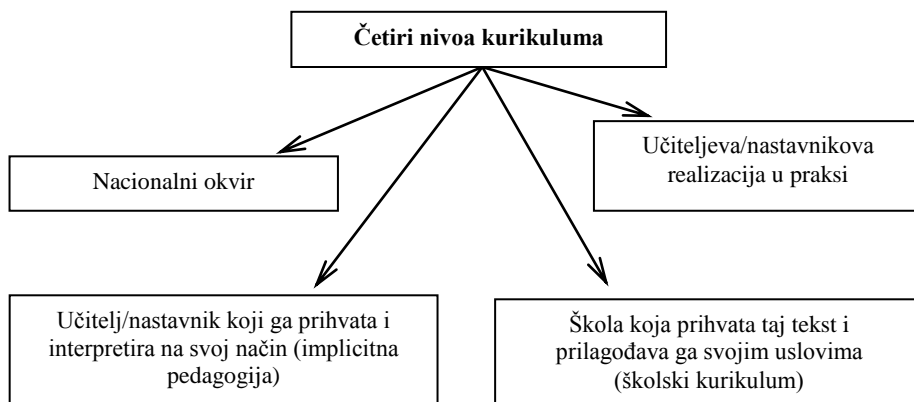 Četiri nivoa kurikuluma
Nacionalni okvir
Učiteljeva/nastavnikova
realizacija u praksi
Učitelj/nastavnik koji ga prihvata i
interpretira na svoj način (implicitna
pedagogija)
Škola koja prihvata taj tekst i
prilagođava ga svojim uslovima
(školski kurikulum)